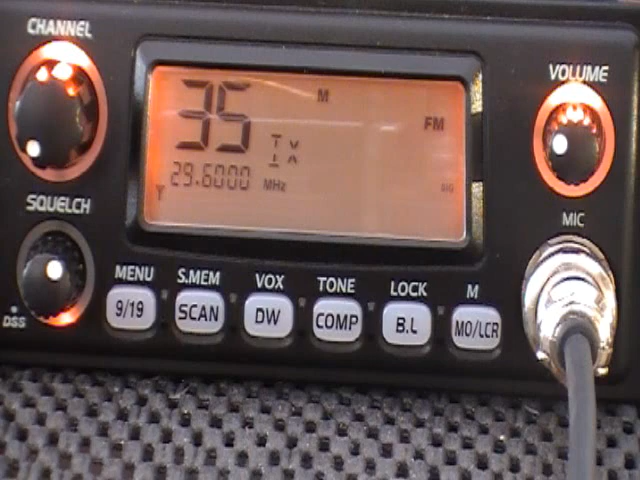 CHANNEL
VOLUME
35
M
FM
TX
29.6000 MHz
SIG
SQUELCH
MIC
DSS
MENU S.MEM VOX TONE LOCK M
9/19 SCAN DW COMP B.L MO/LCR